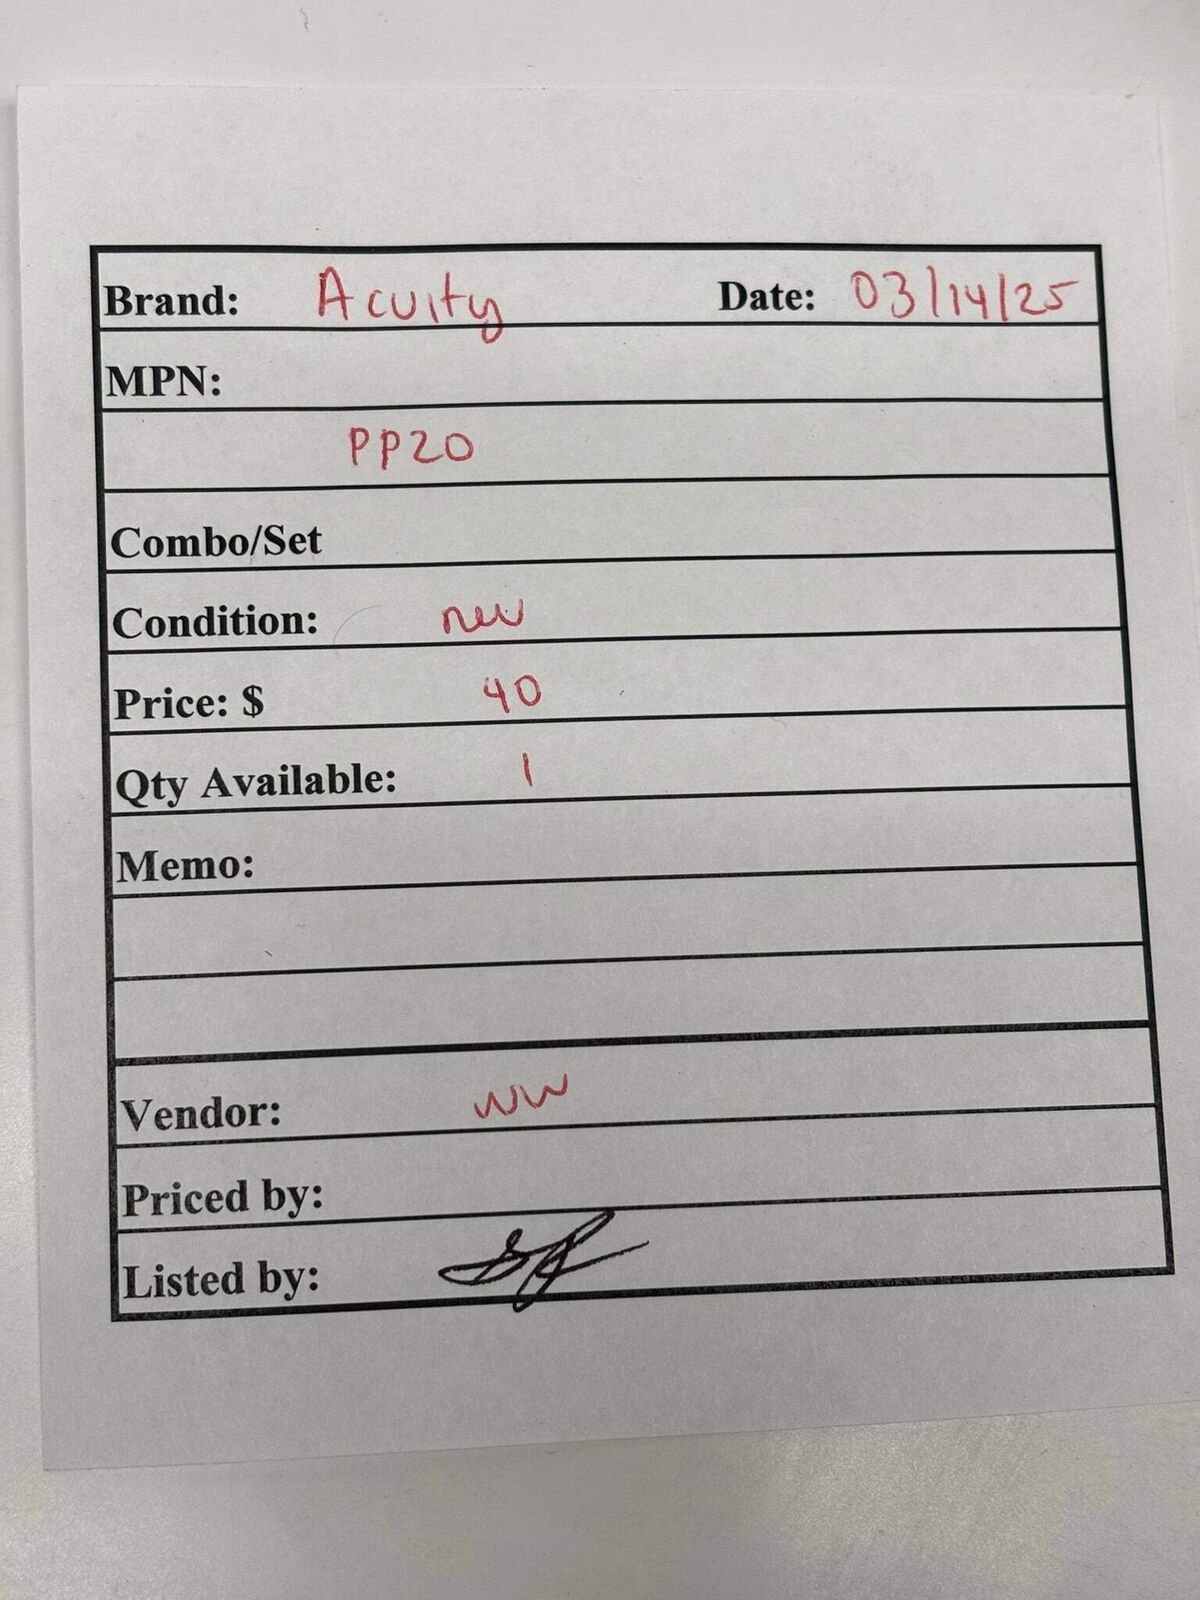 Brand: Acuity Date: 03/14/25
MPN:
PP20
Combo/Set
Condition: new
Price: $ 40
Qty Available: 1
Memo:
Vendor: WW
Priced by:
Listed by: